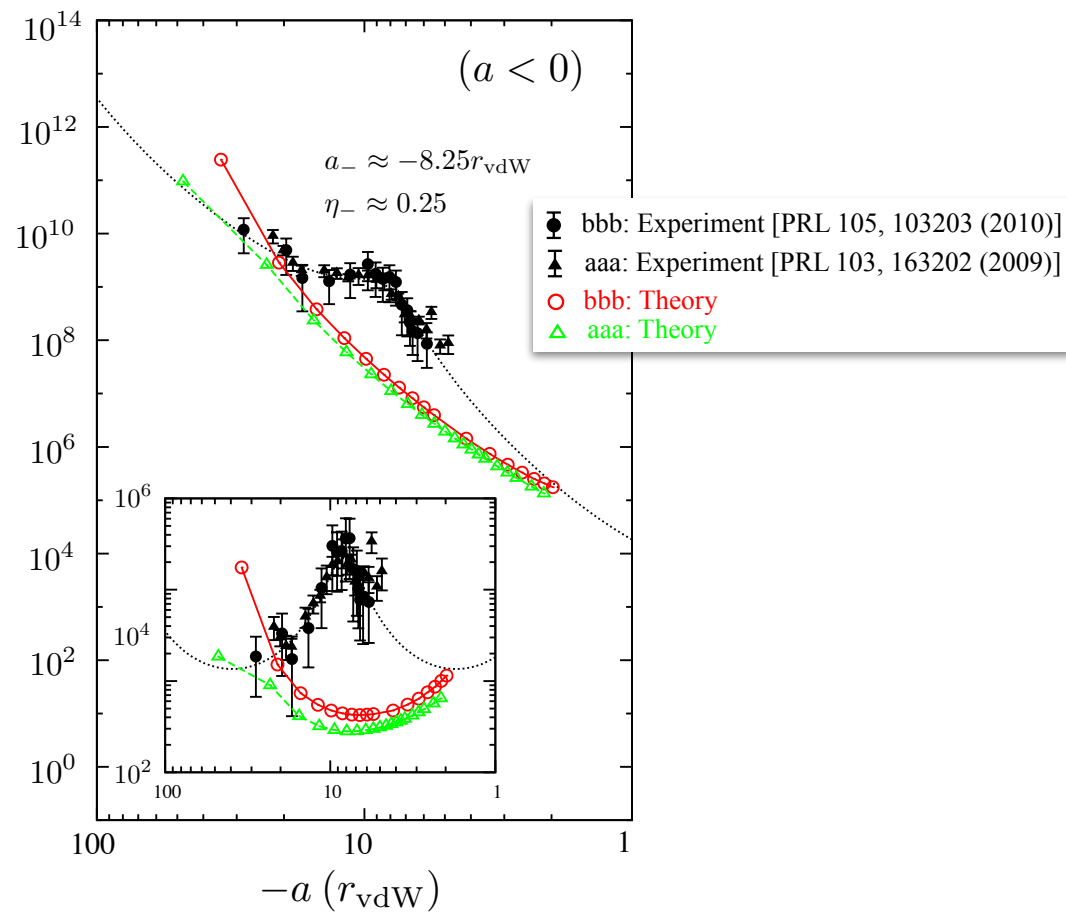 10^14
(a < 0)
10^12
a_− ≈ −8.25r_vdW
η_− ≈ 0.25
bbb: Experiment [PRL 105, 103203 (2010)]
aaa: Experiment [PRL 103, 163202 (2009)]
bbb: Theory
aaa: Theory
10^10
10^8
10^6
10^4
10^2
10^0
10^6
10^4
10^2
100 10 1
100 10 1
−a (r_vdW)